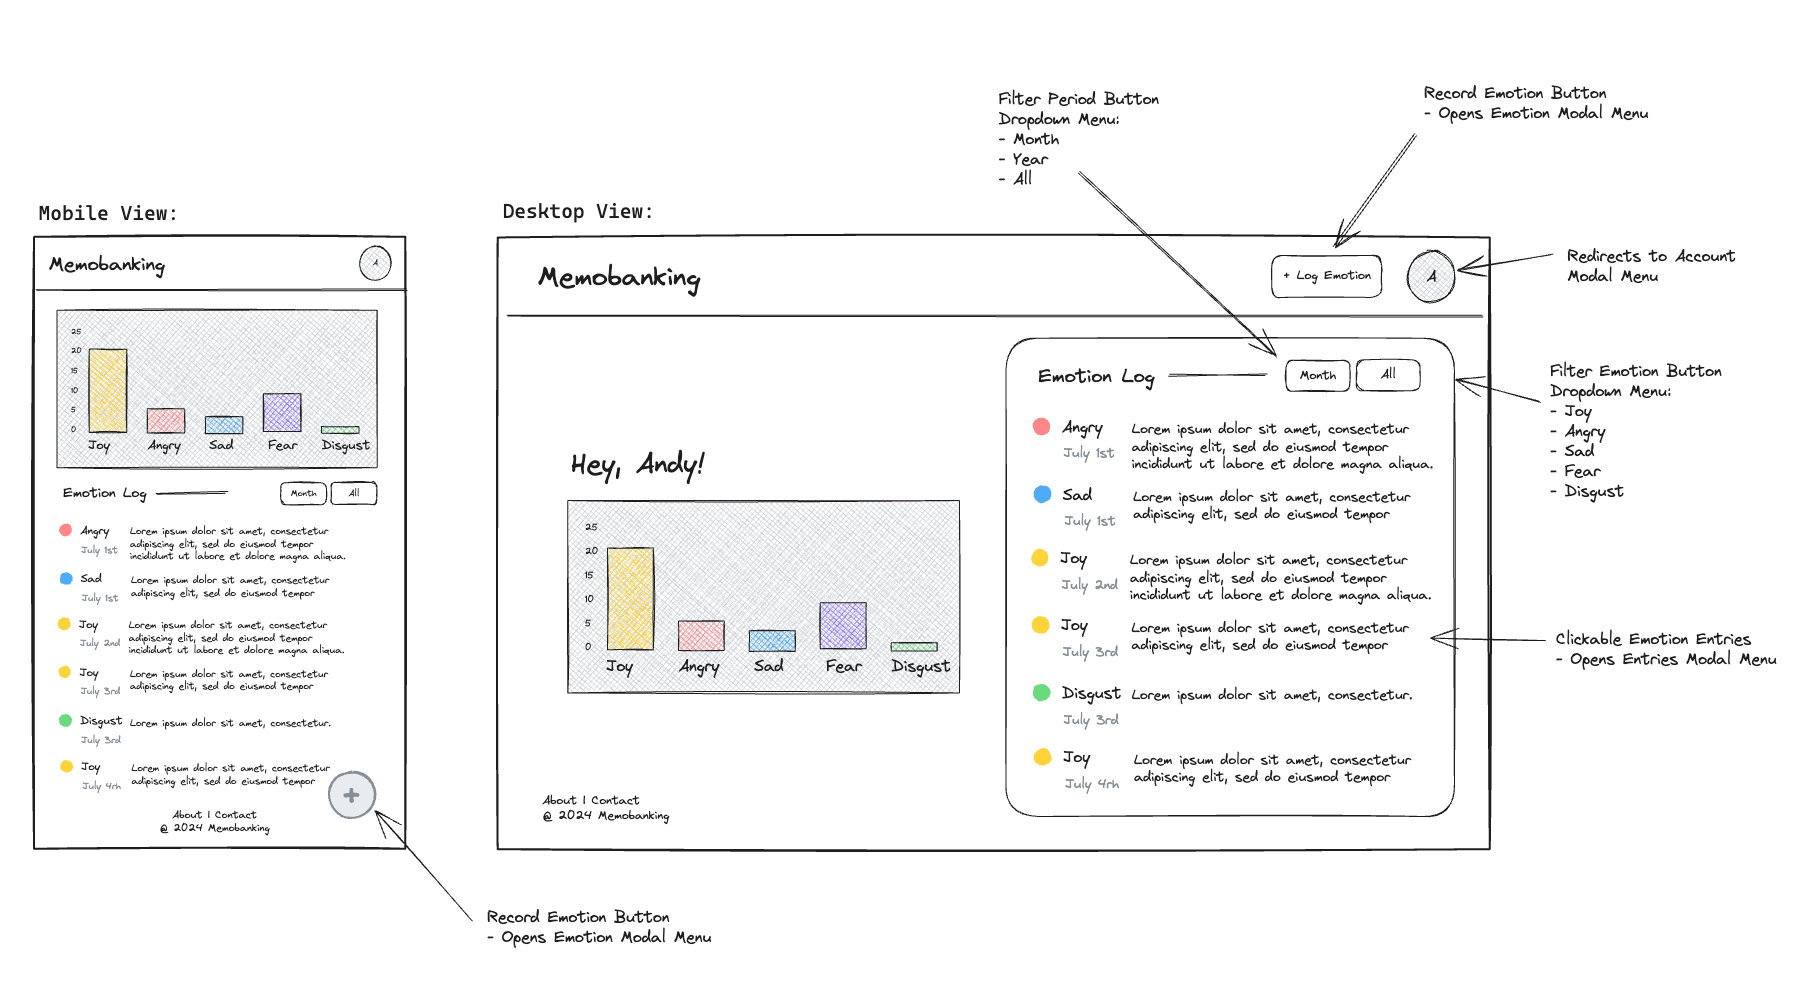 Filter Period Button
Dropdown Menu:
- Month
- Year
- All
Record Emotion Button
- Opens Emotion Modal Menu
Mobile View:
Memobanking
A
25
20
15
10
5
0
Joy
Angry
Sad
Fear
Disgust
Emotion Log
Month
All
Angry
July 1st
Lorem ipsum dolor sit amet, consectetur
adipiscing elit, sed do eiusmod tempor
incididunt ut labore et dolore magna aliqua.
Sad
July 1st
Lorem ipsum dolor sit amet, consectetur
adipiscing elit, sed do eiusmod tempor
Joy
July 2nd
Lorem ipsum dolor sit amet, consectetur
adipiscing elit, sed do eiusmod tempor
incididunt ut labore et dolore magna aliqua.
Joy
July 3rd
Lorem ipsum dolor sit amet, consectetur
adipiscing elit, sed do eiusmod tempor
Disgust
July 3rd
Lorem ipsum dolor sit amet, consectetur.
Joy
July 4rh
Lorem ipsum dolor sit amet, consectetur
adipiscing elit, sed do eiusmod tempor
+
About | Contact
@ 2024 Memobanking
Record Emotion Button
- Opens Emotion Modal Menu
Desktop View:
Memobanking
+ Log Emotion
A
Redirects to Account
Modal Menu
Hey, Andy!
25
20
15
10
5
0
Joy
Angry
Sad
Fear
Disgust
About | Contact
@ 2024 Memobanking
Emotion Log
Month
All
Angry
July 1st
Lorem ipsum dolor sit amet, consectetur
adipiscing elit, sed do eiusmod tempor
incididunt ut labore et dolore magna aliqua.
Sad
July 1st
Lorem ipsum dolor sit amet, consectetur
adipiscing elit, sed do eiusmod tempor
Joy
July 2nd
Lorem ipsum dolor sit amet, consectetur
adipiscing elit, sed do eiusmod tempor
incididunt ut labore et dolore magna aliqua.
Joy
July 3rd
Lorem ipsum dolor sit amet, consectetur
adipiscing elit, sed do eiusmod tempor
Disgust
July 3rd
Lorem ipsum dolor sit amet, consectetur.
Joy
July 4rh
Lorem ipsum dolor sit amet, consectetur
adipiscing elit, sed do eiusmod tempor
Filter Emotion Button
Dropdown Menu:
- Joy
- Angry
- Sad
- Fear
- Disgust
Clickable Emotion Entries
- Opens Entries Modal Menu